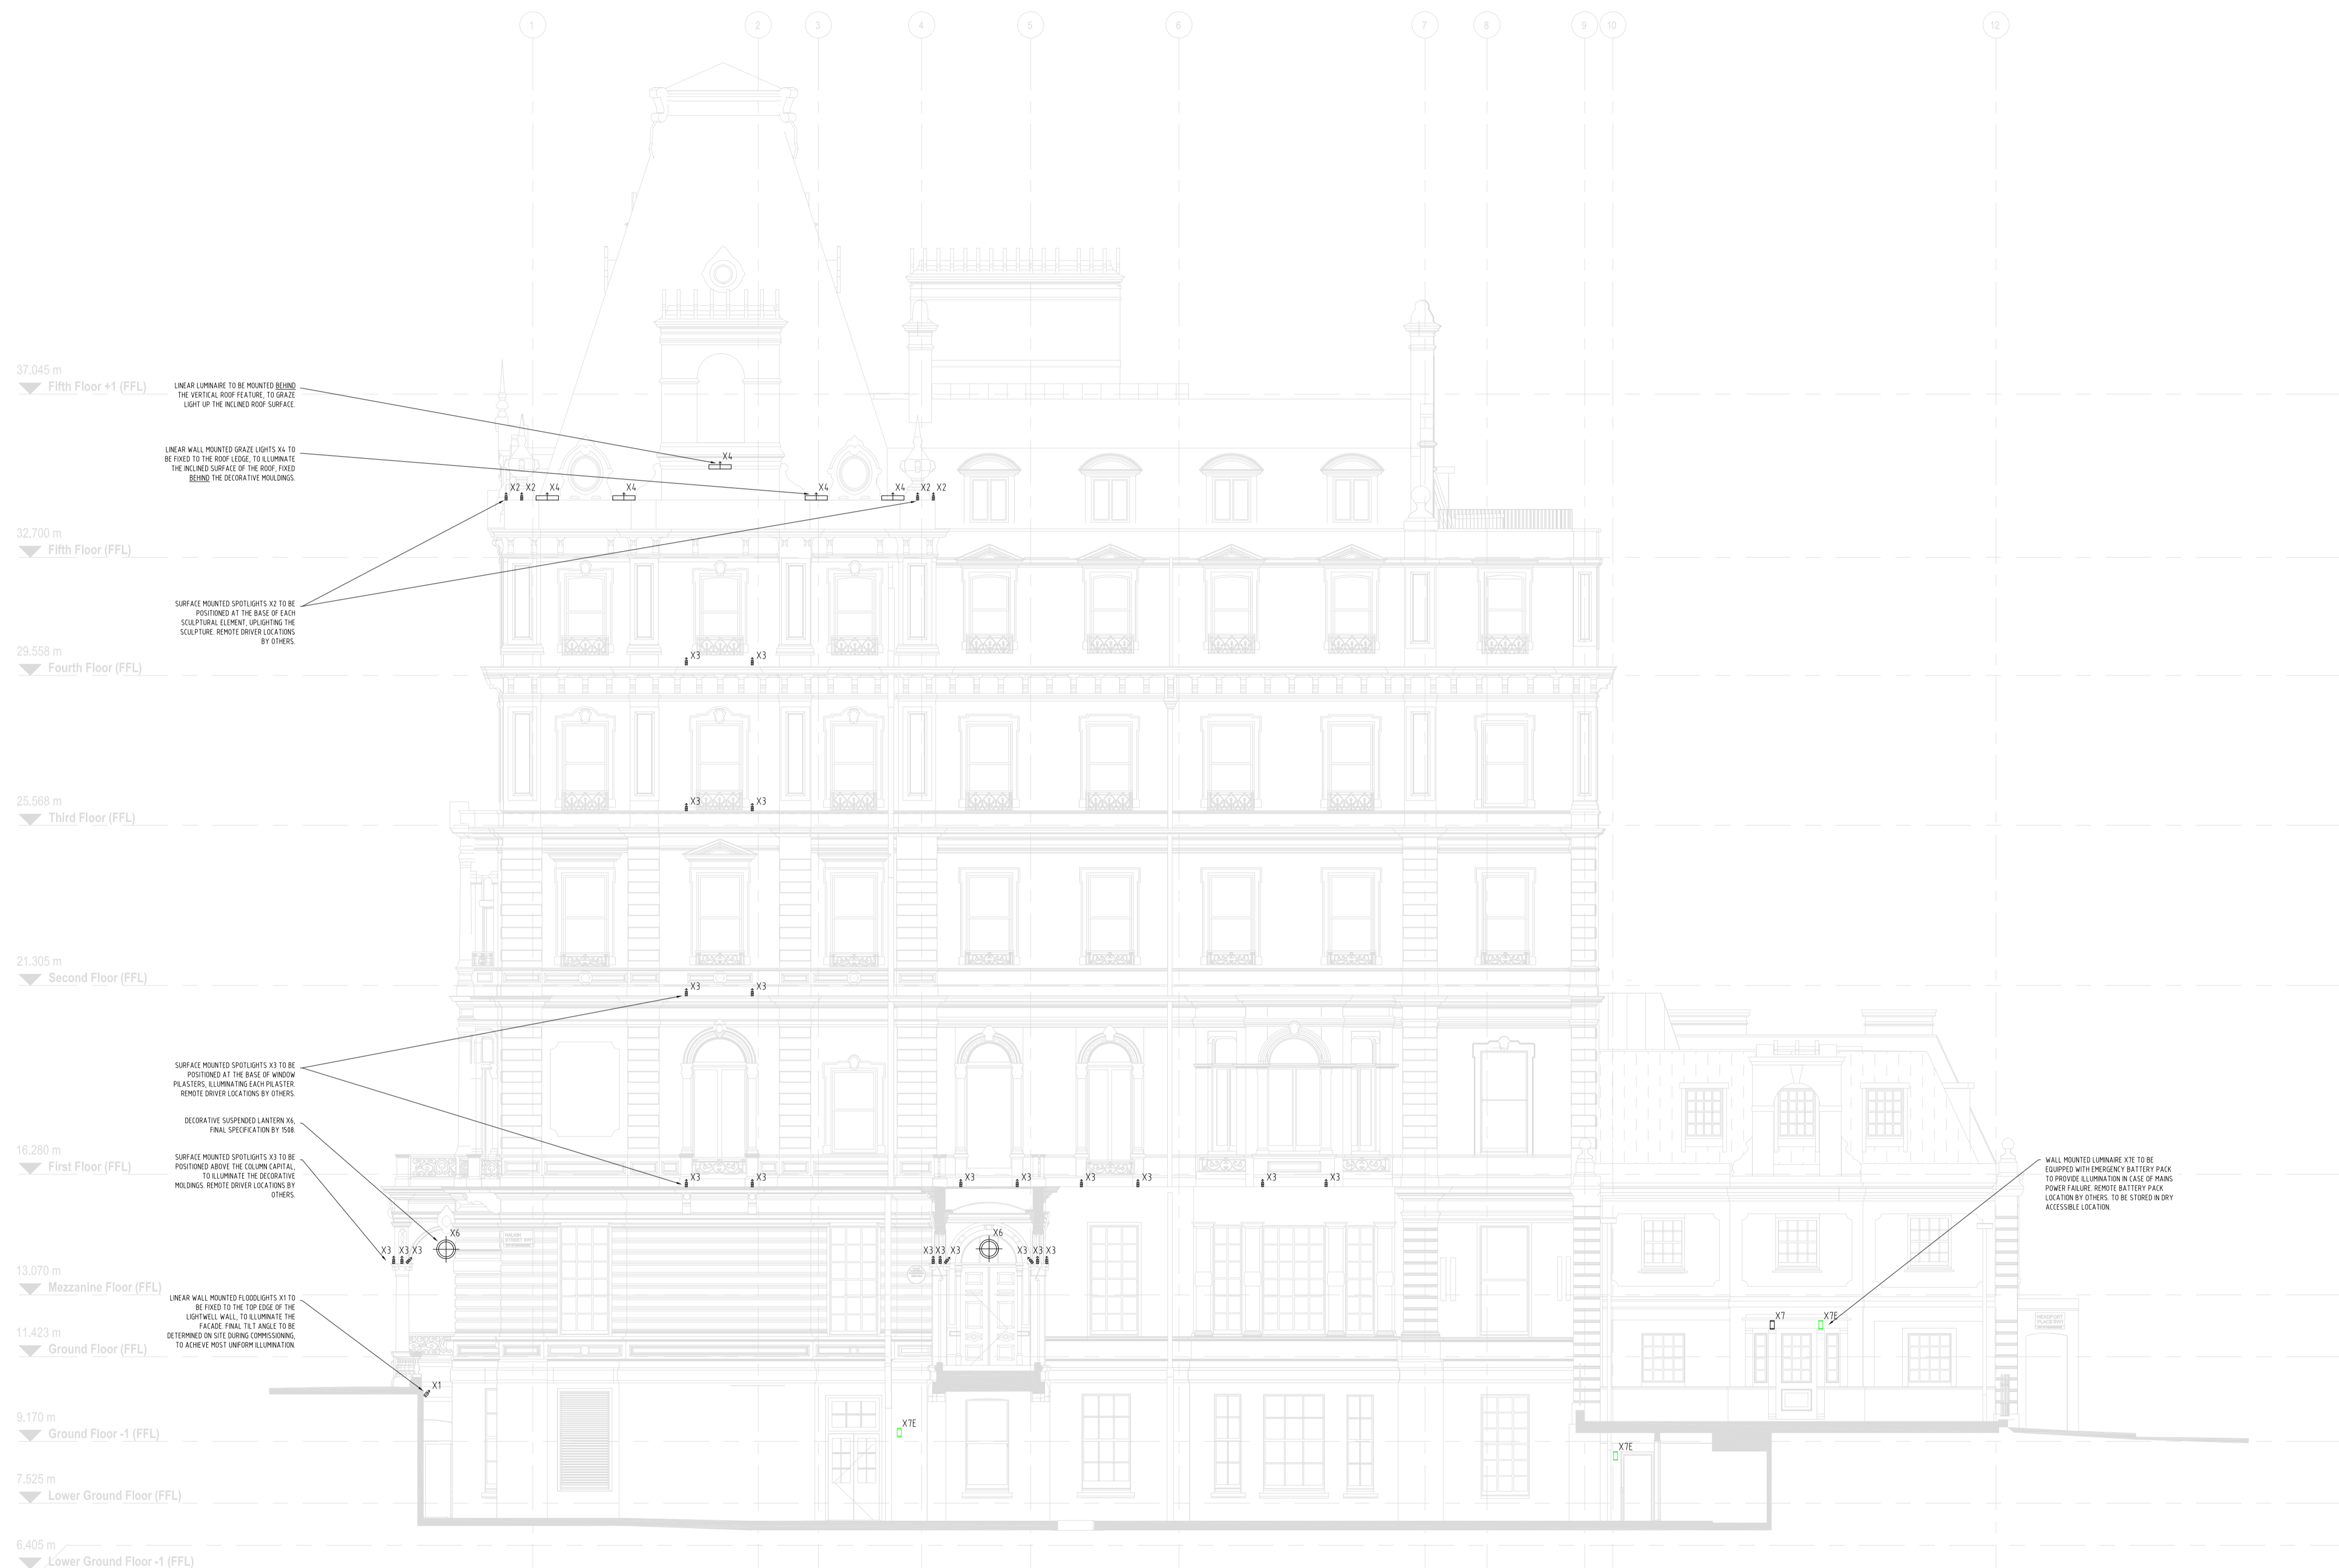 1 2 3 4 5 6 7 8 9 10 12
37,045 m
Fifth Floor +1 (FFL)
LINEAR LUMINAIRE TO BE MOUNTED BEHIND
THE VERTICAL ROOF FEATURE, TO GRAZE
LIGHT UP THE INCLINED ROOF SURFACE.
LINEAR WALL MOUNTED GRAZE LIGHTS X4 TO
BE FIXED TO THE ROOF LEDGE, TO ILLUMINATE
THE INCLINED SURFACE OF THE ROOF, FIXED
BEHIND THE DECORATIVE MOULDINGS.
X4
X2 X2 X4 X4 X4 X4 X2 X2
32,700 m
Fifth Floor (FFL)
SURFACE MOUNTED SPOTLIGHTS X2 TO BE
POSITIONED AT THE BASE OF EACH
SCULPTURAL ELEMENT, UPLIGHTING THE
SCULPTURE. REMOTE DRIVER LOCATIONS
BY OTHERS.
29,558 m
Fourth Floor (FFL)
X3 X3
25,568 m
Third Floor (FFL)
X3 X3
21,305 m
Second Floor (FFL)
X3 X3
SURFACE MOUNTED SPOTLIGHTS X3 TO BE
POSITIONED AT THE BASE OF WINDOW
PILASTERS, ILLUMINATING EACH PILASTER.
REMOTE DRIVER LOCATIONS BY OTHERS.
DECORATIVE SUSPENDED LANTERN X6,
FINAL SPECIFICATION BY 1508.
16,280 m
First Floor (FFL)
SURFACE MOUNTED SPOTLIGHTS X3 TO BE
POSITIONED ABOVE THE COLUMN CAPITAL,
TO ILLUMINATE THE DECORATIVE
MOLDINGS. REMOTE DRIVER LOCATIONS BY
OTHERS.
WALL MOUNTED LUMINAIRE X7E TO BE
EQUIPPED WITH EMERGENCY BATTERY PACK
TO PROVIDE ILLUMINATION IN CASE OF MAINS
POWER FAILURE. REMOTE BATTERY PACK
LOCATION BY OTHERS. TO BE STORED IN DRY
ACCESSIBLE LOCATION.
X3 X3 X3 X3 X3 X3 X3 X3
X6 X6
HALKIN
STREET SW1
X3 X3 X3 X3 X3 X3 X3 X3 X3
13,070 m
Mezzanine Floor (FFL)
LINEAR WALL MOUNTED FLOODLIGHTS X1 TO
BE FIXED TO THE TOP EDGE OF THE
LIGHTWELL WALL, TO ILLUMINATE THE
FACADE. FINAL TILT ANGLE TO BE
DETERMINED ON SITE DURING COMMISSIONING,
TO ACHIEVE MOST UNIFORM ILLUMINATION.
X7 X7E
HEADFORT
PLACE SW1
11,423 m
Ground Floor (FFL)
X1
9,170 m
Ground Floor -1 (FFL)
X7E
X7E
7,525 m
Lower Ground Floor (FFL)
6,405 m
Lower Ground Floor -1 (FFL)